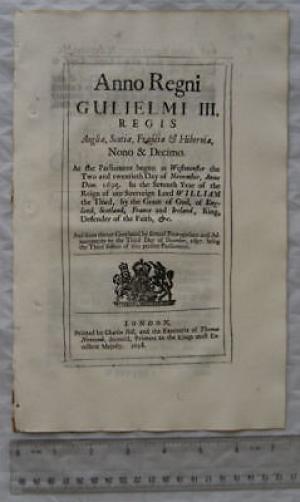 Anno Regni
GULIELMI III.
REGIS
Angliæ, Scotiæ, Franciæ & Hiberniæ,
Nono & Decimo.
At the Parliament begun at Westminster the
Two and twentieth Day of November, Anno
Dom. 1695. In the Seventh Year of the
Reign of our Sovereign Lord WILLIAM
the Third, by the Grace of God, of Eng-
land, Scotland, France and Ireland, King,
Defender of the Faith, &c.
And from thence Continued by several Prorogations and Ad-
journments to the Third Day of December, 1697. being
the Third Session of this present Parliament.
LONDON,
Printed by Charles Bill, and the Executrix of Thomas
Newcomb, deceas'd, Printers to the Kings most Ex-
cellent Majesty. 1698.